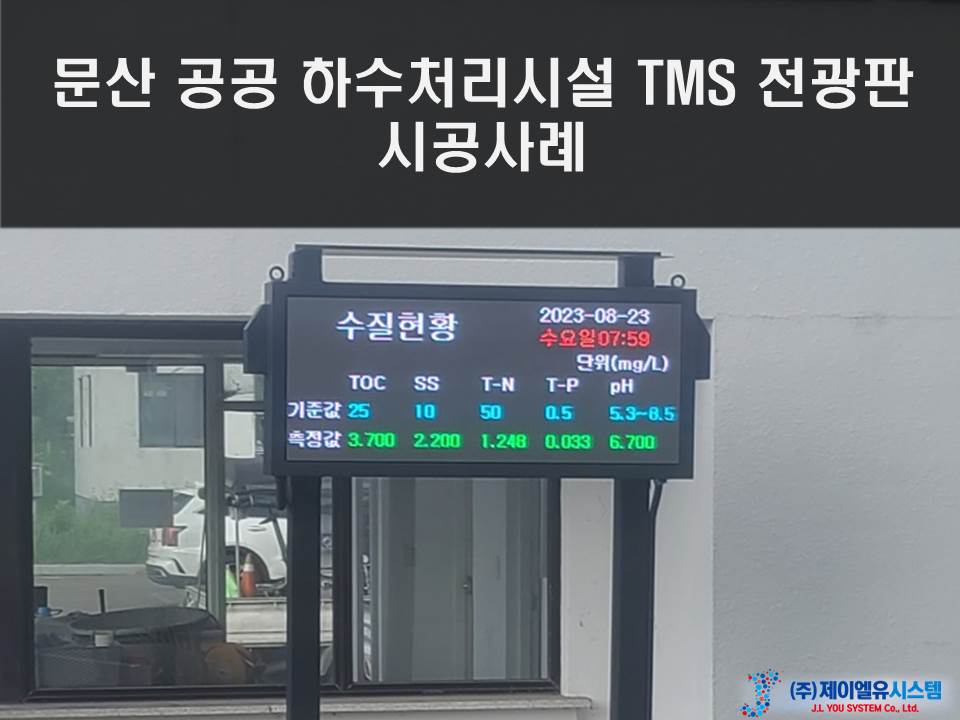 문산 공공 하수처리시설 TMS 전광판
시공사례
수질현황
2023-08-23
수요일07:59
단위(mg/L)
TOC SS T-N T-P pH
기준값 25 10 50 0.5 5.3~8.5
측정값 3.700 2.200 1.248 0.033 6.700
(주)제이엘유시스템
J.L YOU SYSTEM Co., Ltd.